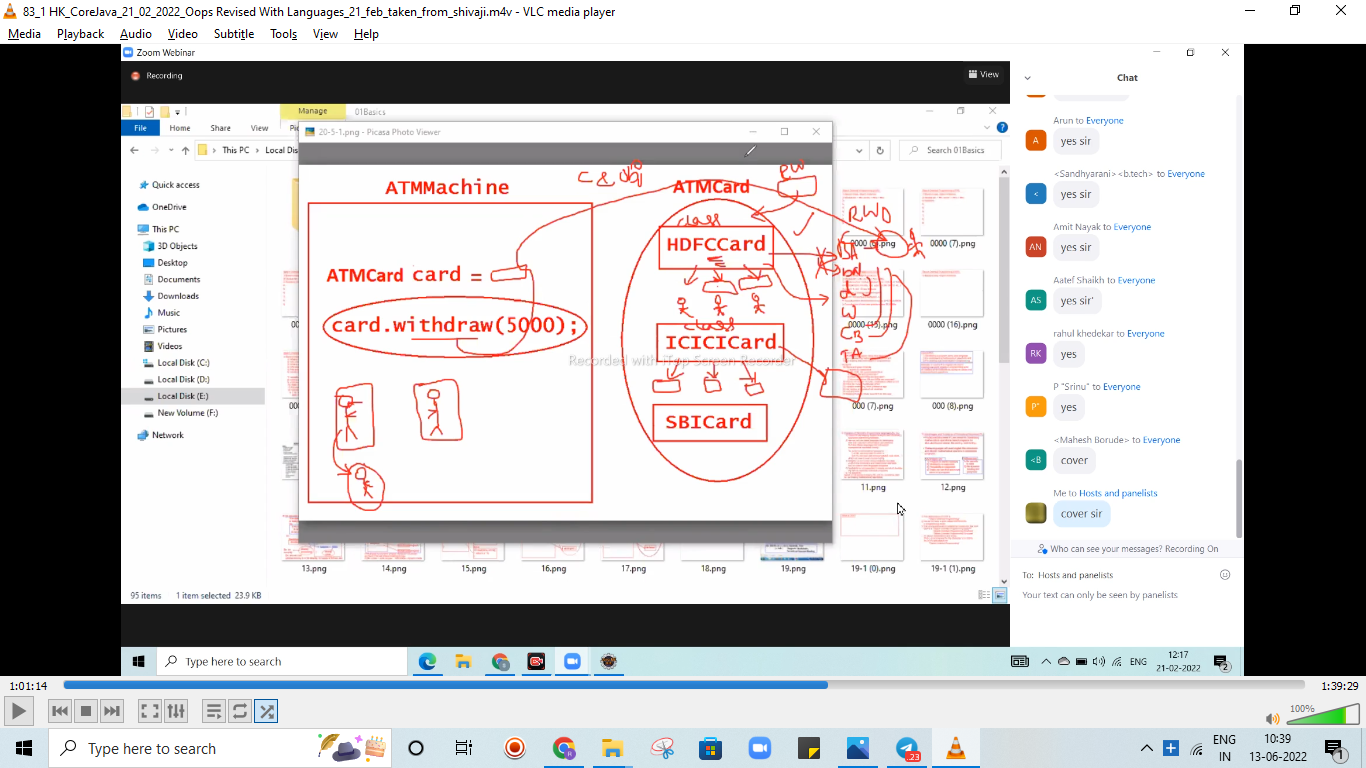 83_1 HK_CoreJava_21_02_2022_Oops Revised With Languages_21_feb_taken_from_shivaji.m4v - VLC media player
Media Playback Audio Video Subtitle Tools View Help
Zoom Webinar
Recording
View
Manage 01Basics
File Home Share View
This PC > Local Dis
Search 01Basics
20-5-1.png - Picasa Photo Viewer
Quick access
OneDrive
This PC
3D Objects
Desktop
Documents
Downloads
Music
Pictures
Videos
Local Disk (C:)
Local Disk (D:)
Local Disk (E:)
New Volume (F:)
Network
ATMMachine
ATMCard card =
card.withdraw(5000);
C & Obj
ATMCard
class
HDFCCard
class
ICICICard
SBICard
RWO
W
CB
TA
Recorded with iTop Screen Recorder
0000 (7).png
0000 (15).png
0000 (16).png
000 (7).png
000 (8).png
11.png
12.png
13.png
14.png
15.png
16.png
17.png
18.png
19.png
19-1 (0).png
19-1 (1).png
95 items 1 item selected 23.9 KB
Chat
Arun to Everyone
A
yes sir
<Sandhyarani><b.tech> to Everyone
<
yes sir
Amit Nayak to Everyone
AN
yes sir
Aatef Shaikh to Everyone
AS
yes sir'
rahul khedekar to Everyone
RK
yes
P "Srinu" to Everyone
P"
yes
<Mahesh Borude> to Everyone
<B
cover
Me to Hosts and panelists
cover sir
Who can see your messages? Recording On
To: Hosts and panelists
Your text can only be seen by panelists
Type here to search
ENG
12:17
21-02-2022
2
1:01:14
1:39:29
100%
Type here to search
23
ENG
IN
10:39
13-06-2022
1